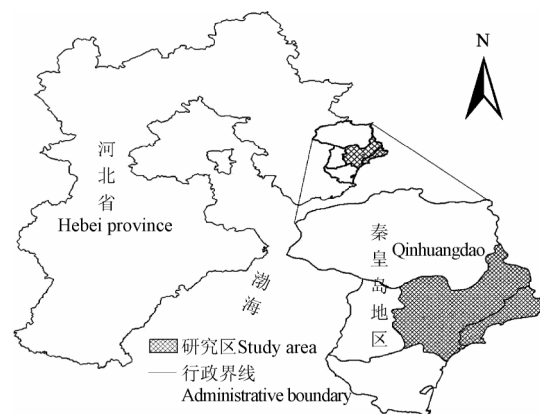 N
河北省
Hebei province
秦皇岛地区
Qinhuangdao
渤海
研究区Study area
行政界线
Administrative boundary